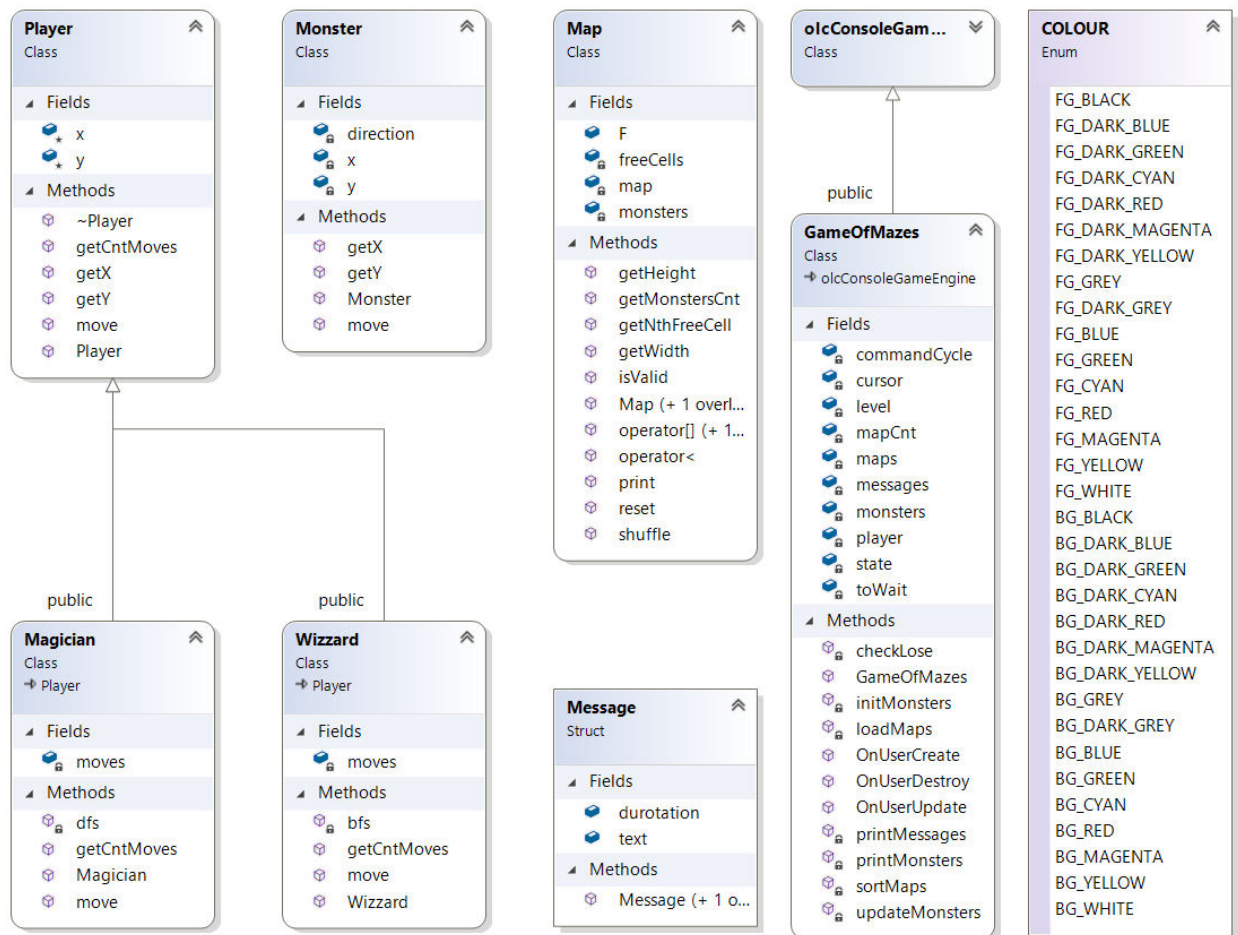 Player
Class
Fields
x
y
Methods
~Player
getCntMoves
getX
getY
move
Player
Monster
Class
Fields
direction
x
y
Methods
getX
getY
Monster
move
Map
Class
Fields
F
freeCells
map
monsters
Methods
getHeight
getMonstersCnt
getNthFreeCell
getWidth
isValid
Map (+ 1 overl...
operator[] (+ 1...
operator<
print
reset
shuffle
olcConsoleGam...
Class
public
GameOfMazes
Class
olcConsoleGameEngine
Fields
commandCycle
cursor
level
mapCnt
maps
messages
monsters
player
state
toWait
Methods
checkLose
GameOfMazes
initMonsters
loadMaps
OnUserCreate
OnUserDestroy
OnUserUpdate
printMessages
printMonsters
sortMaps
updateMonsters
COLOUR
Enum
FG_BLACK
FG_DARK_BLUE
FG_DARK_GREEN
FG_DARK_CYAN
FG_DARK_RED
FG_DARK_MAGENTA
FG_DARK_YELLOW
FG_GREY
FG_DARK_GREY
FG_BLUE
FG_GREEN
FG_CYAN
FG_RED
FG_MAGENTA
FG_YELLOW
FG_WHITE
BG_BLACK
BG_DARK_BLUE
BG_DARK_GREEN
BG_DARK_CYAN
BG_DARK_RED
BG_DARK_MAGENTA
BG_DARK_YELLOW
BG_GREY
BG_DARK_GREY
BG_BLUE
BG_GREEN
BG_CYAN
BG_RED
BG_MAGENTA
BG_YELLOW
BG_WHITE
public
Magician
Class
Player
Fields
moves
Methods
dfs
getCntMoves
Magician
move
public
Wizzard
Class
Player
Fields
moves
Methods
bfs
getCntMoves
move
Wizzard
Message
Struct
Fields
durotation
text
Methods
Message (+ 1 o...